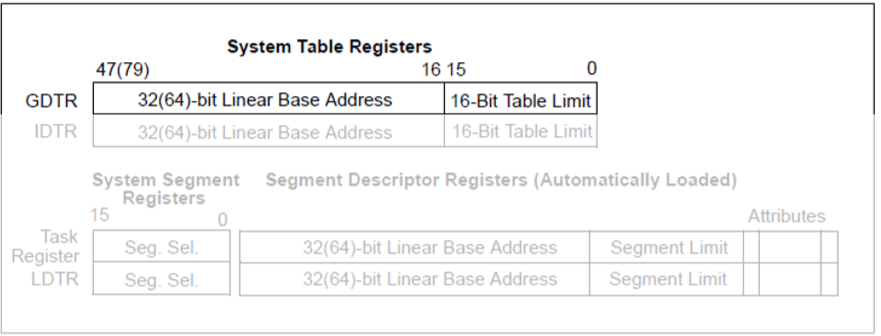 System Table Registers
47(79) 16 15 0
GDTR 32(64)-bit Linear Base Address 16-Bit Table Limit
IDTR 32(64)-bit Linear Base Address 16-Bit Table Limit
System Segment Segment Descriptor Registers (Automatically Loaded)
Registers
15 0 Attributes
Task
Register Seg. Sel. 32(64)-bit Linear Base Address Segment Limit
LDTR Seg. Sel. 32(64)-bit Linear Base Address Segment Limit